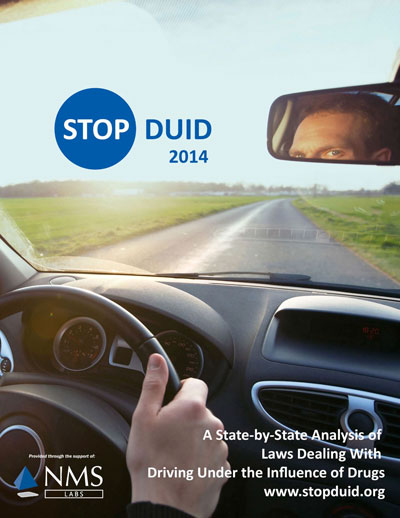 STOP DUID
2014
A State-by-State Analysis of
Laws Dealing With
Driving Under the Influence of Drugs
www.stopduid.org
Provided through the support of:
NMS
LABS